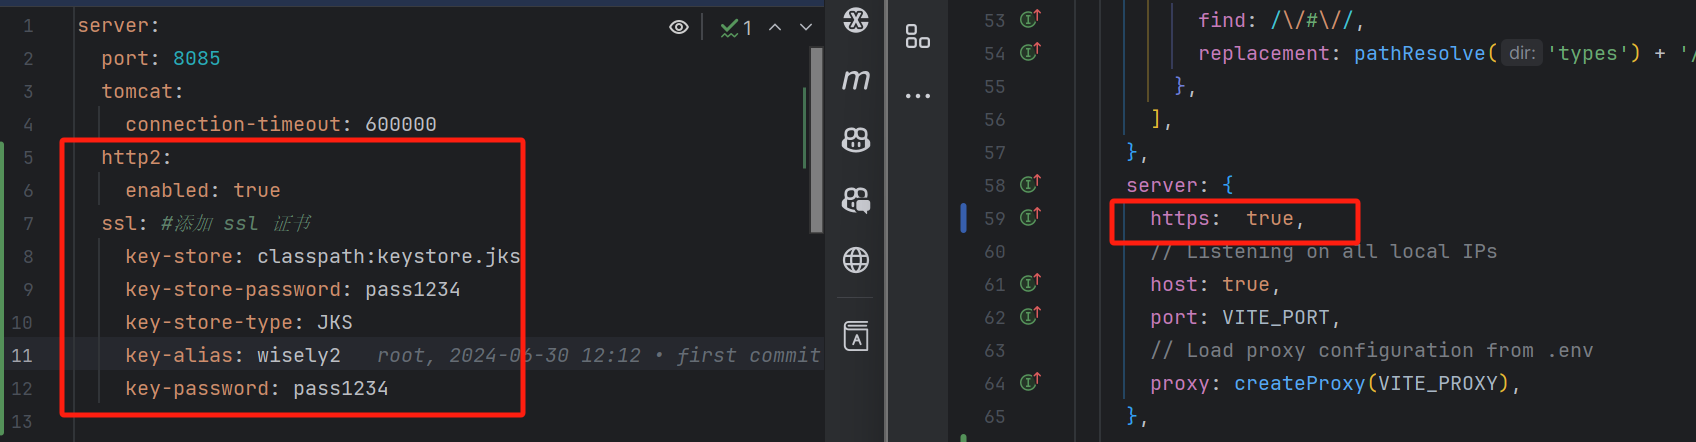 1 server:
2 port: 8085
3 tomcat:
4 connection-timeout: 600000
5 http2:
6 enabled: true
7 ssl: #添加 ssl 证书
8 key-store: classpath:keystore.jks
9 key-store-password: pass1234
10 key-store-type: JKS
11 key-alias: wisely2 root, 2024-06-30 12:12 • first commit
12 key-password: pass1234
13
1
m
A
53 find: /\/#\//,
54 replacement: pathResolve( dir: 'types') + '/
55 },
56 ],
57 },
58 server: {
59 https: true,
60 // Listening on all local IPs
61 host: true,
62 port: VITE_PORT,
63 // Load proxy configuration from .env
64 proxy: createProxy(VITE_PROXY),
65 },